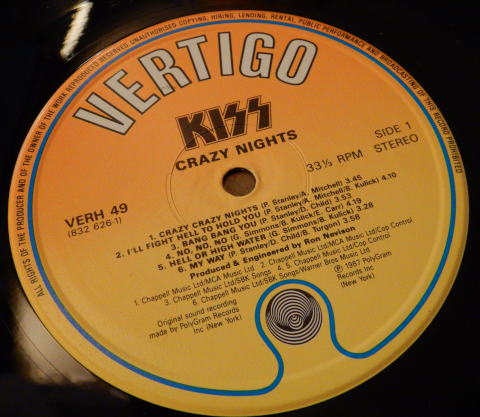 ALL RIGHTS OF THE PRODUCER AND OF THE OWNER OF THE WORK REPRODUCED RESERVED. UNAUTHORISED COPYING, HIRING, LENDING, RENTAL, PUBLIC PERFORMANCE AND BROADCASTING OF THIS RECORD PROHIBITED
VERTIGO
KISS
CRAZY NIGHTS
VERH 49
(832 626-1)
SIDE 1
33⅓ RPM STEREO
1. CRAZY CRAZY NIGHTS (P. Stanley/A. Mitchell) 3.45
2. I'LL FIGHT HELL TO HOLD YOU (P. Stanley/A. Mitchell/B. Kulick) 4.10
3. BANG BANG YOU (P. Stanley/D. Child) 3.53
4. NO, NO, NO (G. Simmons/B. Kulick/E. Carr) 4.19
5. HELL OR HIGH WATER (G. Simmons/B. Kulick) 3.28
6. MY WAY (P. Stanley/D. Child/B. Turgon) 3.58
Produced & Engineered by Ron Nevison
1. Chappell Music Ltd/MCA Music Ltd 2. Chappell Music Ltd/MCA Music Ltd/Cop Control
3. Chappell Music Ltd/SBK Songs 4. 5. Chappell Music Ltd/Cop Control
6. Chappell Music Ltd/SBK Songs/Warner Bros Music Ltd
Original sound recording
made by PolyGram Records
Inc (New York)
℗ 1987 PolyGram
Records Inc
(New York)